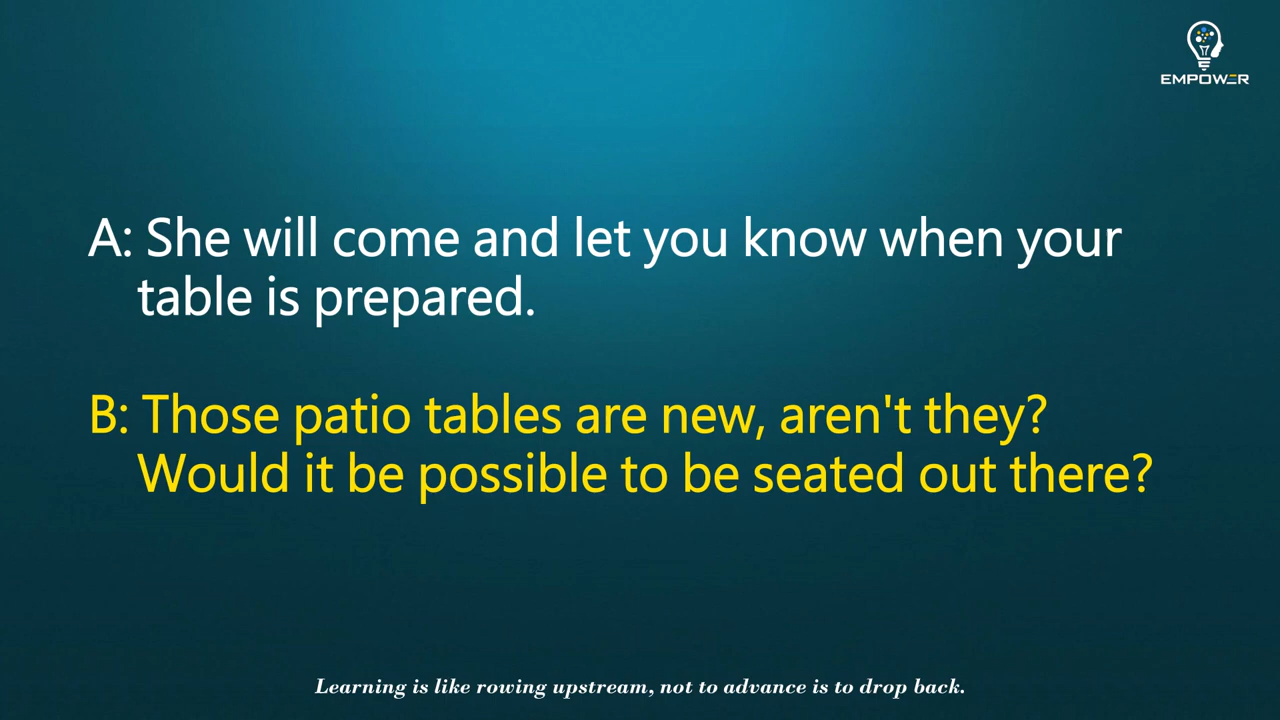 EMPOWER
A: She will come and let you know when your
table is prepared.
B: Those patio tables are new, aren't they?
Would it be possible to be seated out there?
Learning is like rowing upstream, not to advance is to drop back.